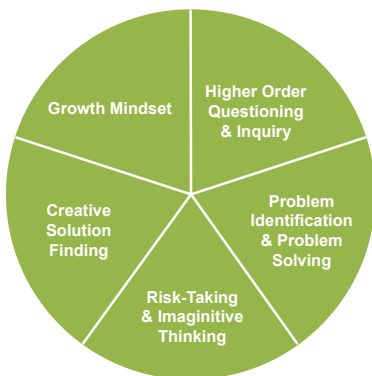 Growth Mindset
Higher Order
Questioning
& Inquiry
Problem
Identification
& Problem
Solving
Risk-Taking
& Imaginitive
Thinking
Creative
Solution
Finding